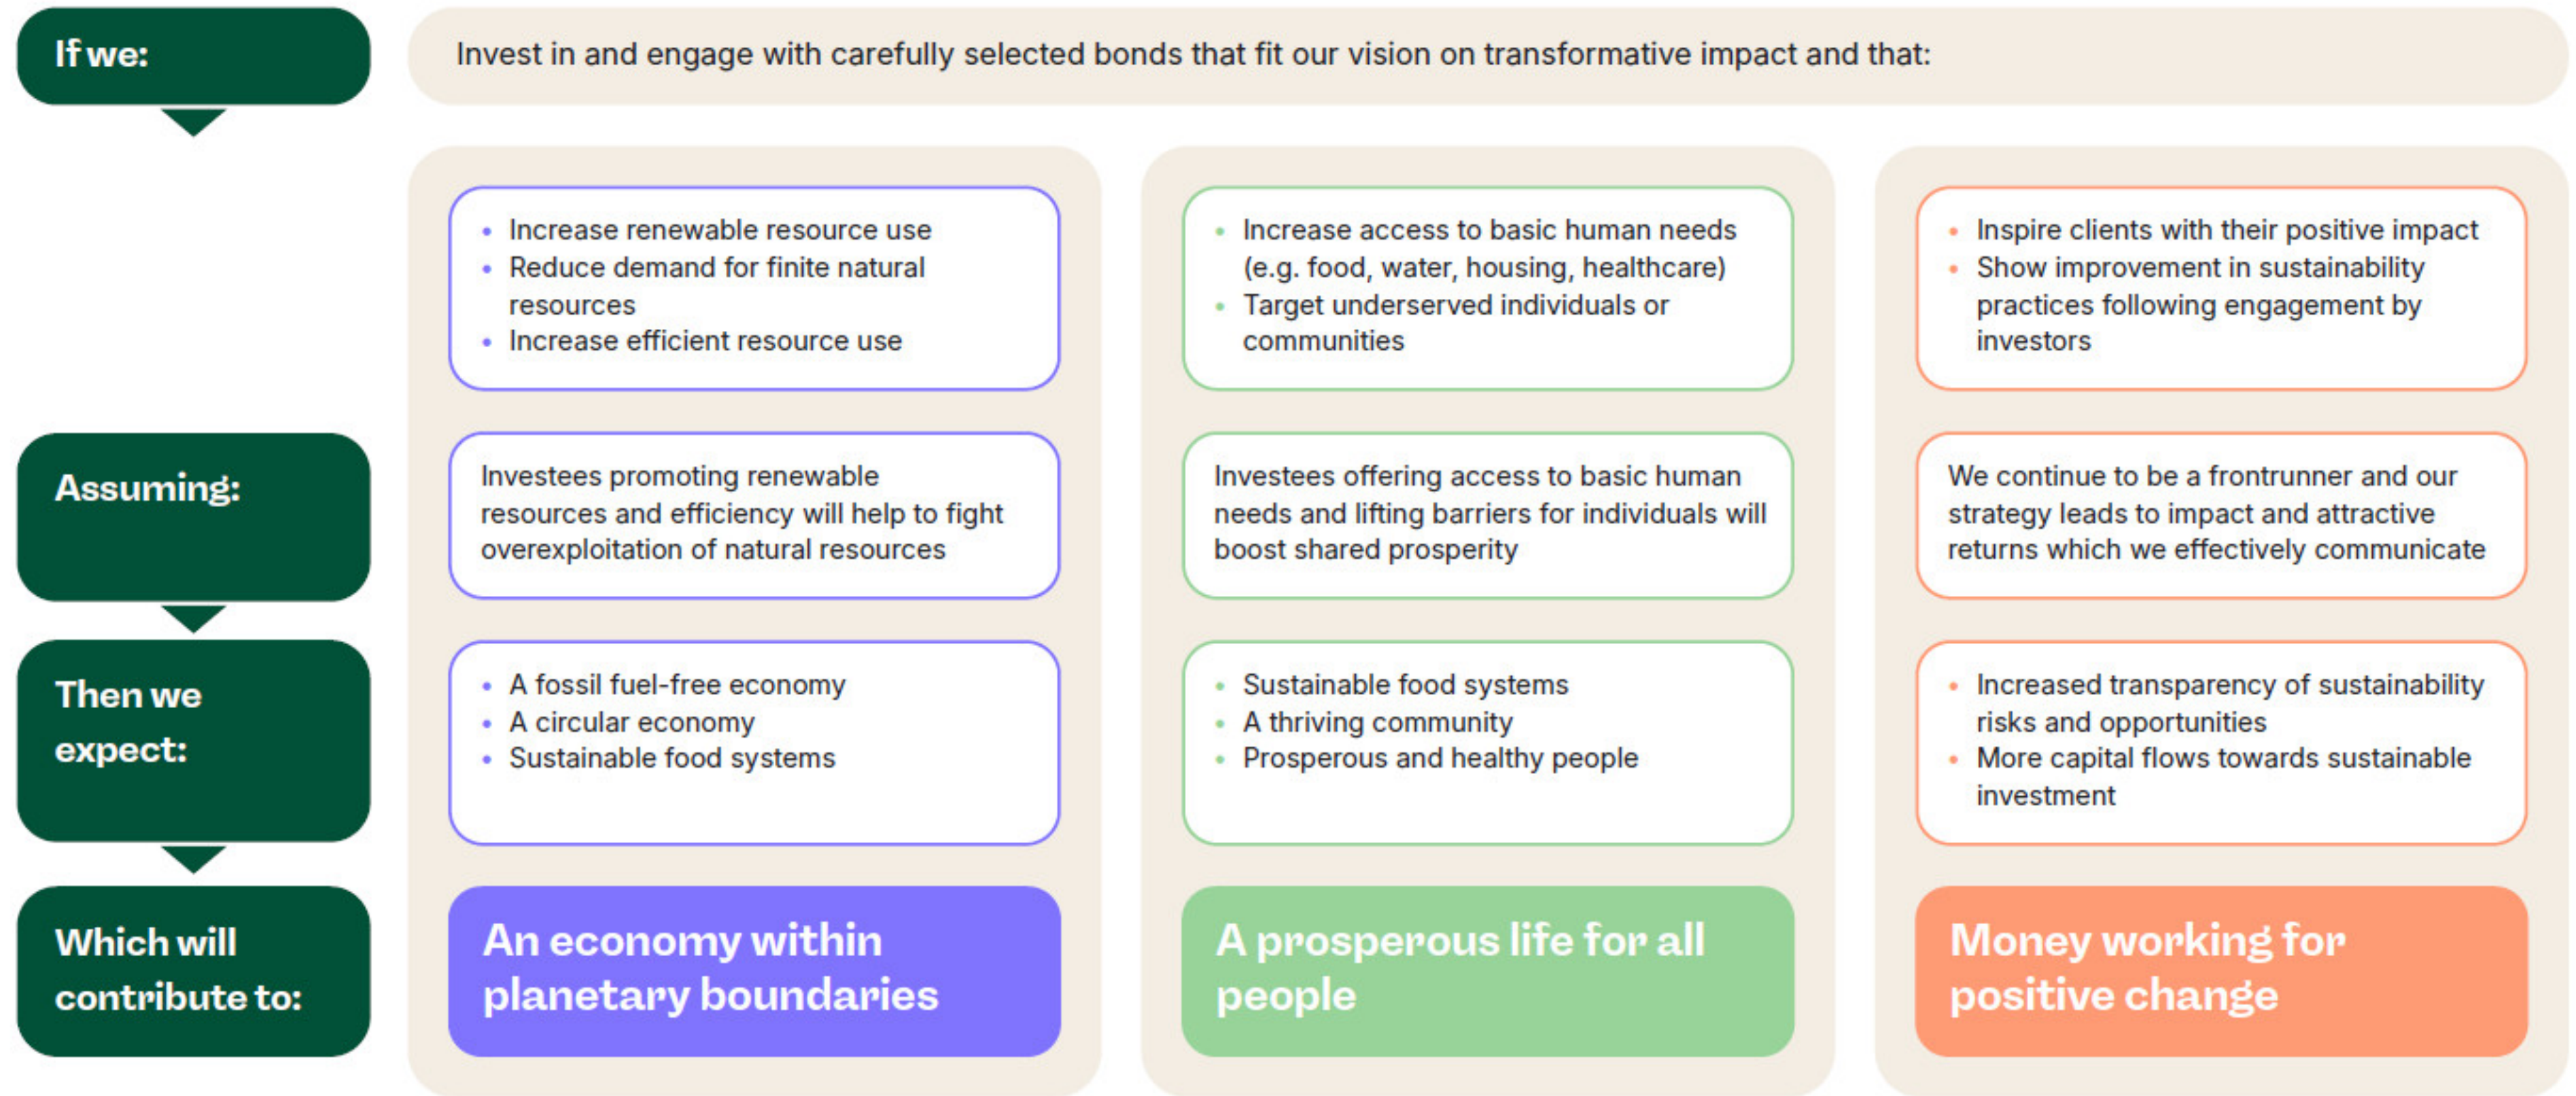 If we:
Invest in and engage with carefully selected bonds that fit our vision on transformative impact and that:
• Increase renewable resource use
• Reduce demand for finite natural
resources
• Increase efficient resource use
• Increase access to basic human needs
(e.g. food, water, housing, healthcare)
• Target underserved individuals or
communities
• Inspire clients with their positive impact
• Show improvement in sustainability
practices following engagement by
investors
Assuming:
Investees promoting renewable
resources and efficiency will help to fight
overexploitation of natural resources
Investees offering access to basic human
needs and lifting barriers for individuals will
boost shared prosperity
We continue to be a frontrunner and our
strategy leads to impact and attractive
returns which we effectively communicate
Then we
expect:
• A fossil fuel-free economy
• A circular economy
• Sustainable food systems
• Sustainable food systems
• A thriving community
• Prosperous and healthy people
• Increased transparency of sustainability
risks and opportunities
• More capital flows towards sustainable
investment
Which will
contribute to:
An economy within
planetary boundaries
A prosperous life for all
people
Money working for
positive change